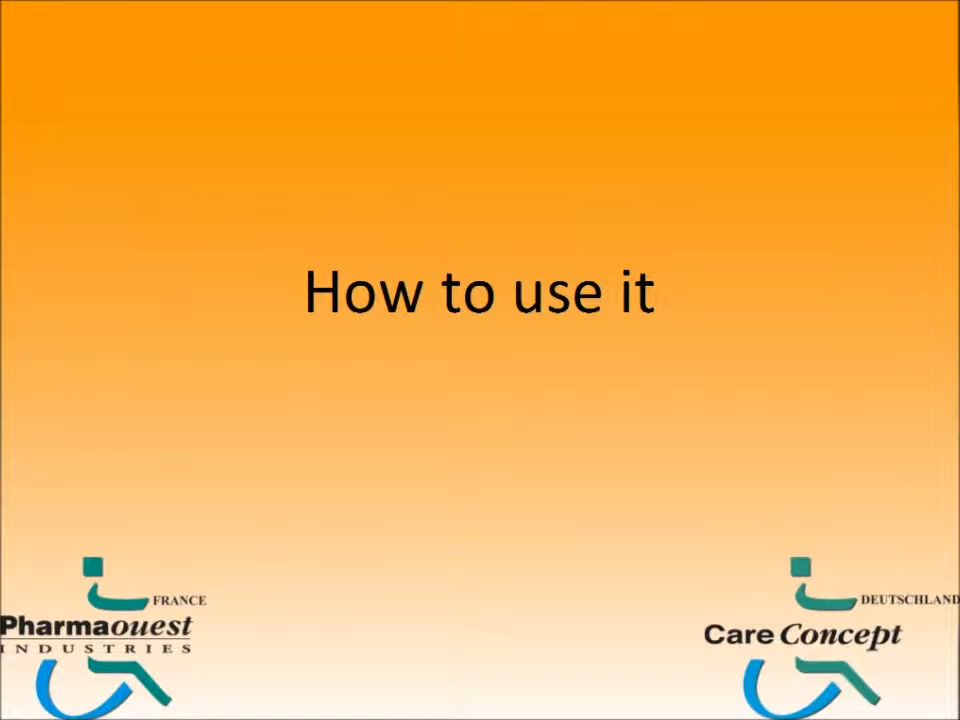 How to use it
FRANCE
Pharmaouest
INDUSTRIES
DEUTSCHLAND
Care Concept